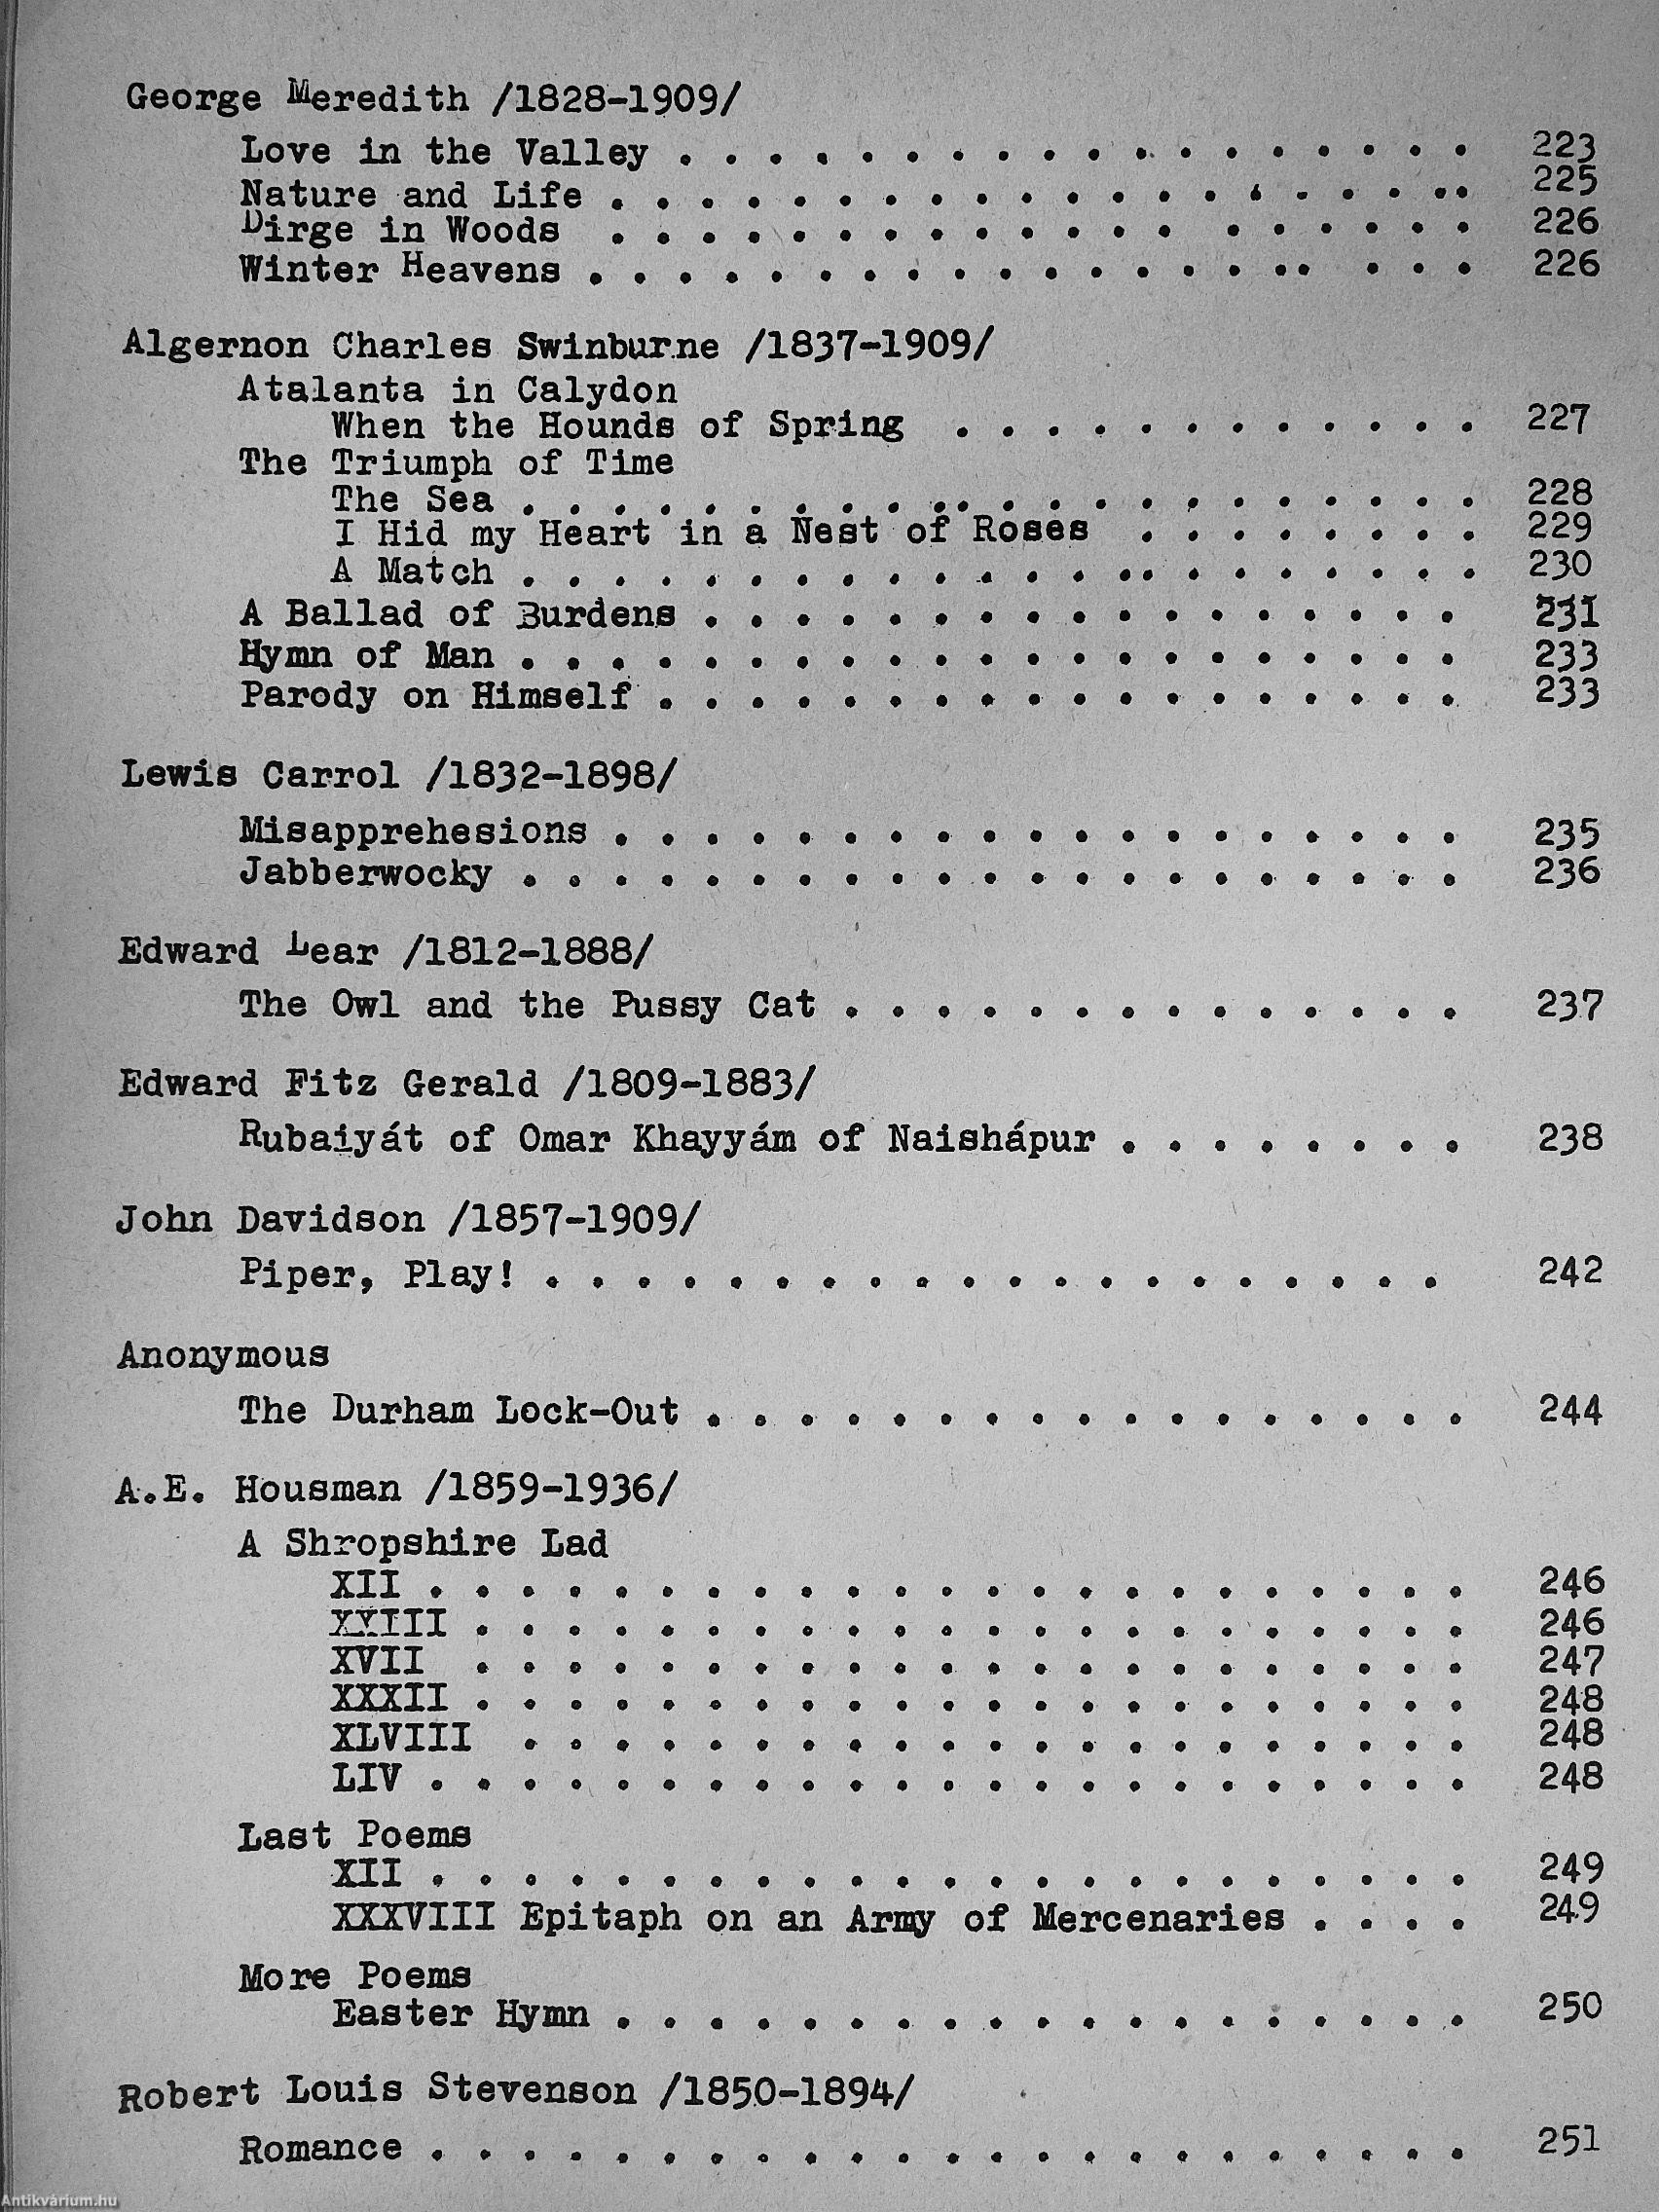 George Meredith /1828-1909/
Love in the Valley . . . . . . . . . . . . . . . . . . 223
Nature and Life . . . . . . . . . . . . . . . . . . . . 225
Dirge in Woods . . . . . . . . . . . . . . . . . . . 226
Winter Heavens . . . . . . . . . . . . . . . . . . . . 226
Algernon Charles Swinburne /1837-1909/
Atalanta in Calydon
When the Hounds of Spring . . . . . . . . . . . . 227
The Triumph of Time
The Sea . . . . . . . . . . . . . . . . . . . . . . 228
I Hid my Heart in a Nest of Roses . . . . . . . . 229
A Match . . . . . . . . . . . . . . . . . . . . . . 230
A Ballad of Burdens . . . . . . . . . . . . . . . . . 231
Hymn of Man . . . . . . . . . . . . . . . . . . . . . 233
Parody on Himself . . . . . . . . . . . . . . . . . . 233
Lewis Carrol /1832-1898/
Misapprehesions . . . . . . . . . . . . . . . . . . . 235
Jabberwocky . . . . . . . . . . . . . . . . . . . . . 236
Edward Lear /1812-1888/
The Owl and the Pussy Cat . . . . . . . . . . . . . . 237
Edward Fitz Gerald /1809-1883/
Rubaiyát of Omar Khayyám of Naishápur . . . . . . . . 238
John Davidson /1857-1909/
Piper, Play! . . . . . . . . . . . . . . . . . . . . 242
Anonymous
The Durham Lock-Out . . . . . . . . . . . . . . . . . 244
A.E. Housman /1859-1936/
A Shropshire Lad
XII . . . . . . . . . . . . . . . . . . . . . . . 246
XXIII . . . . . . . . . . . . . . . . . . . . . . 246
XVII . . . . . . . . . . . . . . . . . . . . . . 247
XXXII . . . . . . . . . . . . . . . . . . . . . . 248
XLVIII . . . . . . . . . . . . . . . . . . . . . 248
LIV . . . . . . . . . . . . . . . . . . . . . . . 248
Last Poems
XII . . . . . . . . . . . . . . . . . . . . . . . 249
XXXVIII Epitaph on an Army of Mercenaries . . . . 249
More Poems
Easter Hymn . . . . . . . . . . . . . . . . . . . 250
Robert Louis Stevenson /1850-1894/
Romance . . . . . . . . . . . . . . . . . . . . . . . 251
Antikvárium.hu